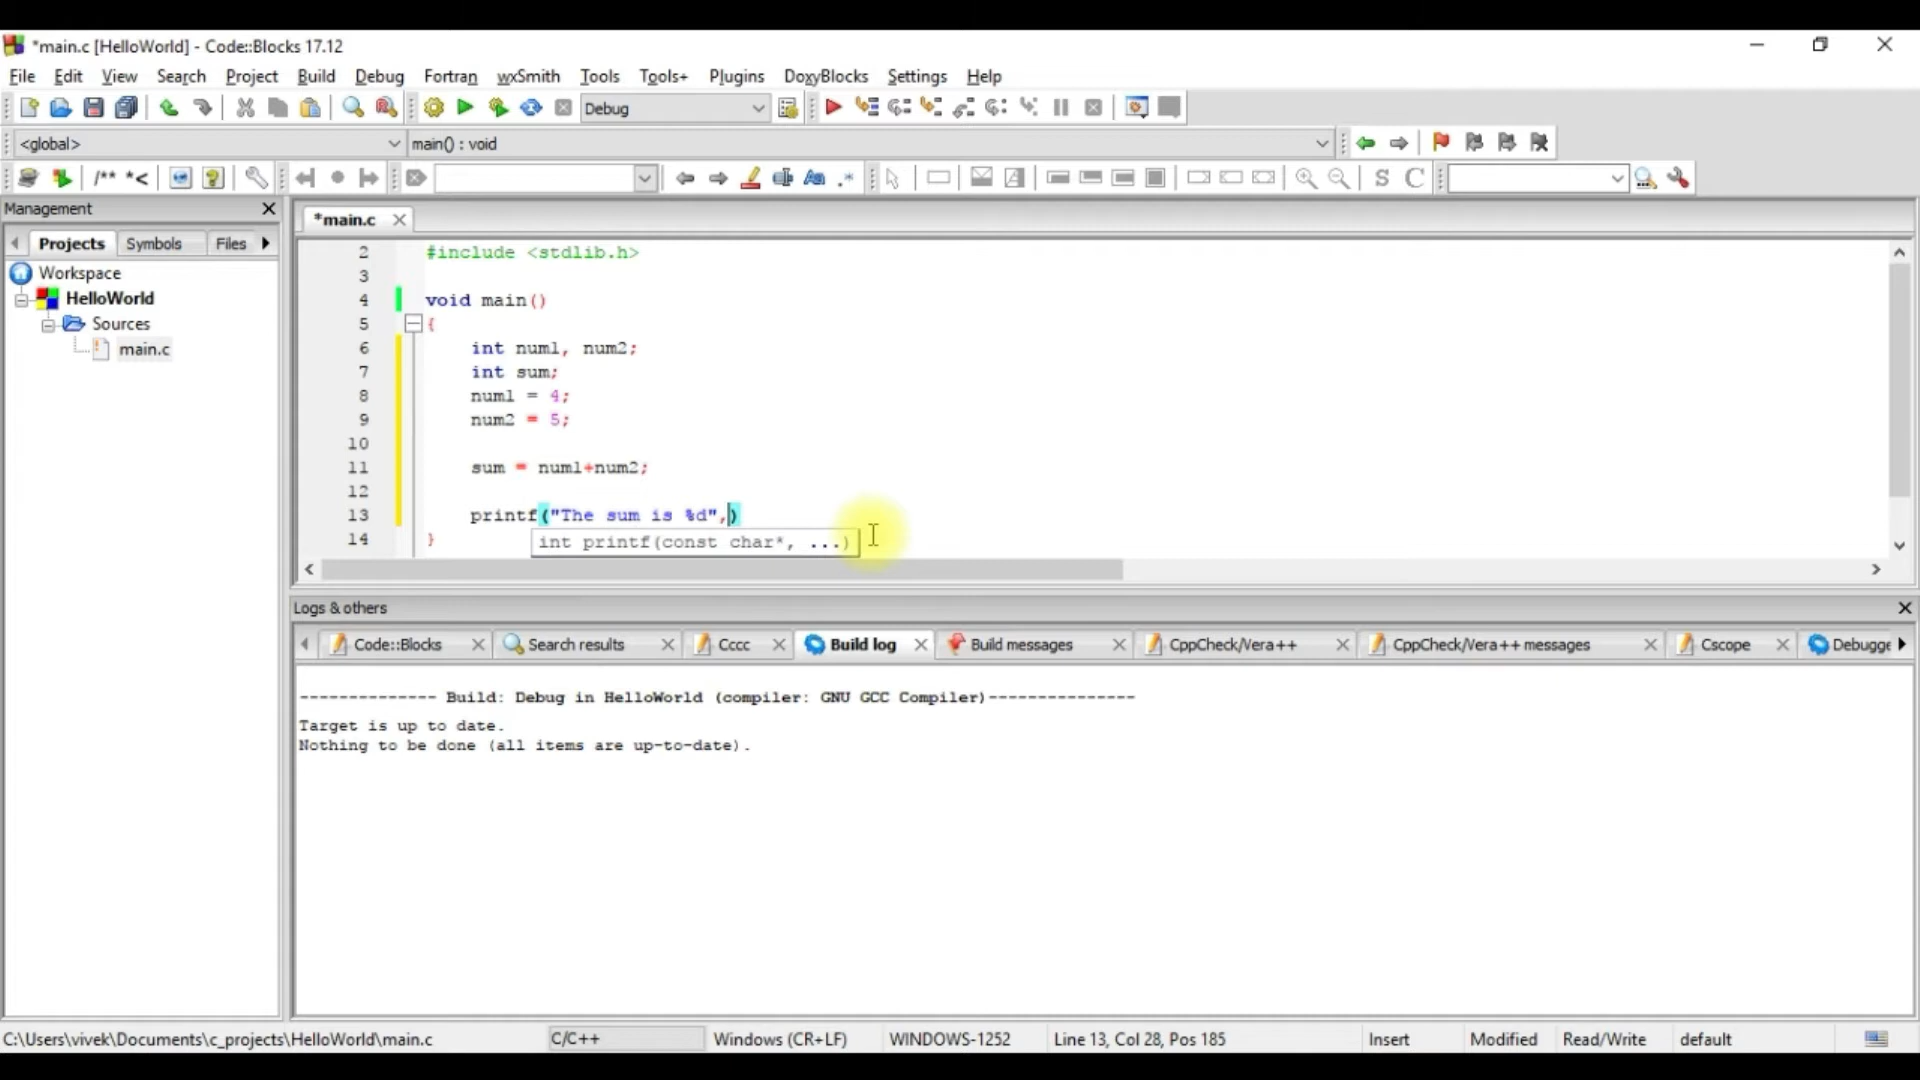 *main.c [HelloWorld] - Code::Blocks 17.12
File Edit View Search Project Build Debug Fortran wxSmith Tools Tools+ Plugins DoxyBlocks Settings Help
Debug
<global> main() : void
/** *<
S C
Management
*main.c
Projects Symbols Files
Workspace
HelloWorld
Sources
main.c
2 #include <stdlib.h>
3
4 void main()
5 {
6 int num1, num2;
7 int sum;
8 num1 = 4;
9 num2 = 5;
10
11 sum = num1+num2;
12
13 printf("The sum is %d",)
14 }
int printf(const char*, ...)
Logs & others
Code::Blocks Search results Cccc Build log Build messages CppCheck/Vera++ CppCheck/Vera++ messages Cscope Debugge
-------------- Build: Debug in HelloWorld (compiler: GNU GCC Compiler)---------------
Target is up to date.
Nothing to be done (all items are up-to-date).
C:\Users\vivek\Documents\c_projects\HelloWorld\main.c C/C++ Windows (CR+LF) WINDOWS-1252 Line 13, Col 28, Pos 185 Insert Modified Read/Write default